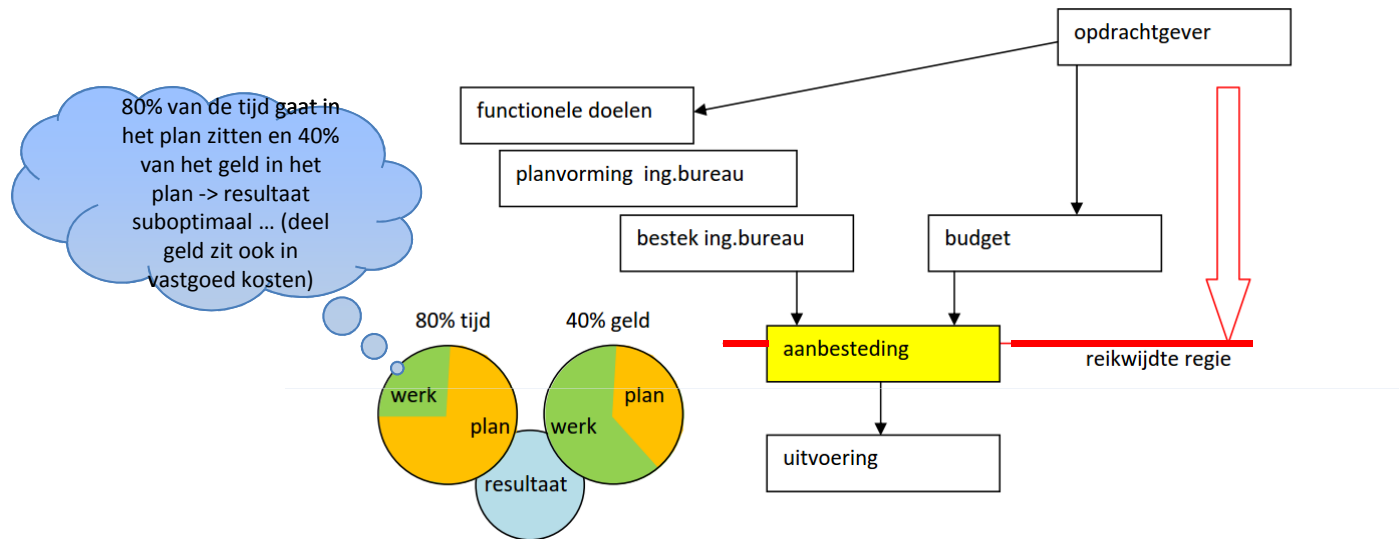 opdrachtgever
80% van de tijd gaat in
het plan zitten en 40%
van het geld in het
plan -> resultaat
suboptimaal ... (deel
geld zit ook in
vastgoed kosten)
functionele doelen
planvorming  ing.bureau
bestek ing.bureau
budget
80% tijd
40% geld
aanbesteding
reikwijdte regie
werk
plan
plan
werk
resultaat
uitvoering